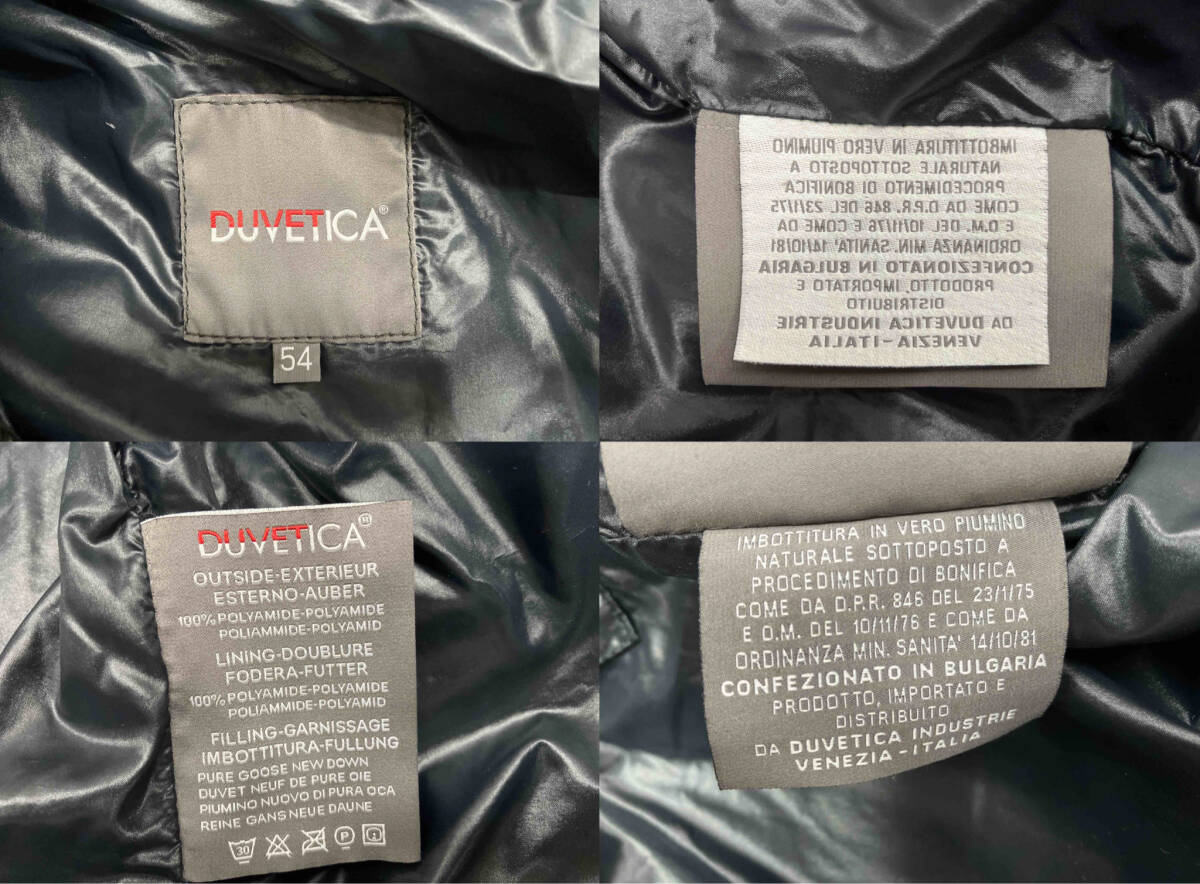 DUVETICA®
54
IMBOTTITURA IN VERO PIUMINO
NATURALE SOTTOPOSTO A
PROCEDIMENTO DI BONIFICA
COME DA D.P.R. 846 DEL 23/1/75
E D.M. DEL 10/11/76 E COME DA
ORDINANZA MIN. SANITA' 14/10/81
CONFEZIONATO IN BULGARIA
PRODOTTO, IMPORTATO E
DISTRIBUITO
DA DUVETICA INDUSTRIE
VENEZIA-ITALIA
DUVETICA®
OUTSIDE-EXTERIEUR
ESTERNO-AUBER
100% POLYAMIDE-POLYAMIDE
POLIAMMIDE-POLYAMID
LINING-DOUBLURE
FODERA-FUTTER
100% POLYAMIDE-POLYAMIDE
POLIAMMIDE-POLYAMID
FILLING-GARNISSAGE
IMBOTTITURA-FULLUNG
PURE GOOSE NEW DOWN
DUVET NEUF DE PURE OIE
PIUMINO NUOVO DI PURA OCA
REINE GANS NEUE DAUNE
30 P
IMBOTTITURA IN VERO PIUMINO
NATURALE SOTTOPOSTO A
PROCEDIMENTO DI BONIFICA
COME DA D.P.R. 846 DEL 23/1/75
E D.M. DEL 10/11/76 E COME DA
ORDINANZA MIN. SANITA' 14/10/81
CONFEZIONATO IN BULGARIA
PRODOTTO, IMPORTATO E
DISTRIBUITO
DA DUVETICA INDUSTRIE
VENEZIA-ITALIA